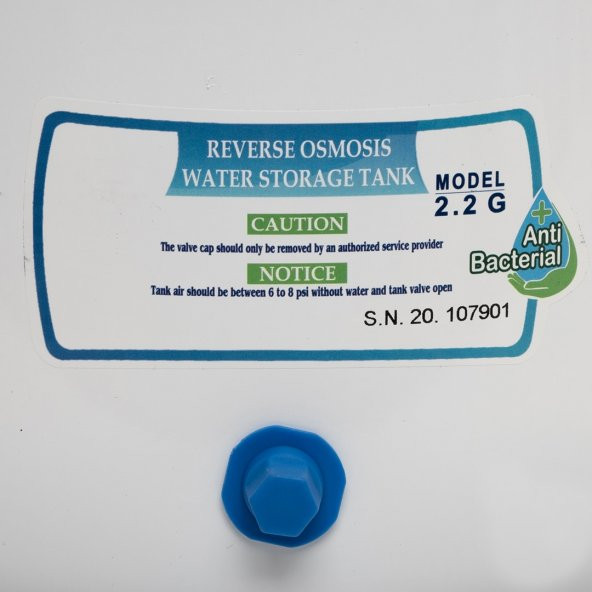 REVERSE OSMOSIS
WATER STORAGE TANK
MODEL
2.2 G
CAUTION
The valve cap should only be removed by an authorized service provider
Anti
Bacterial
NOTICE
Tank air should be between 6 to 8 psi without water and tank valve open
S.N. 20. 107901